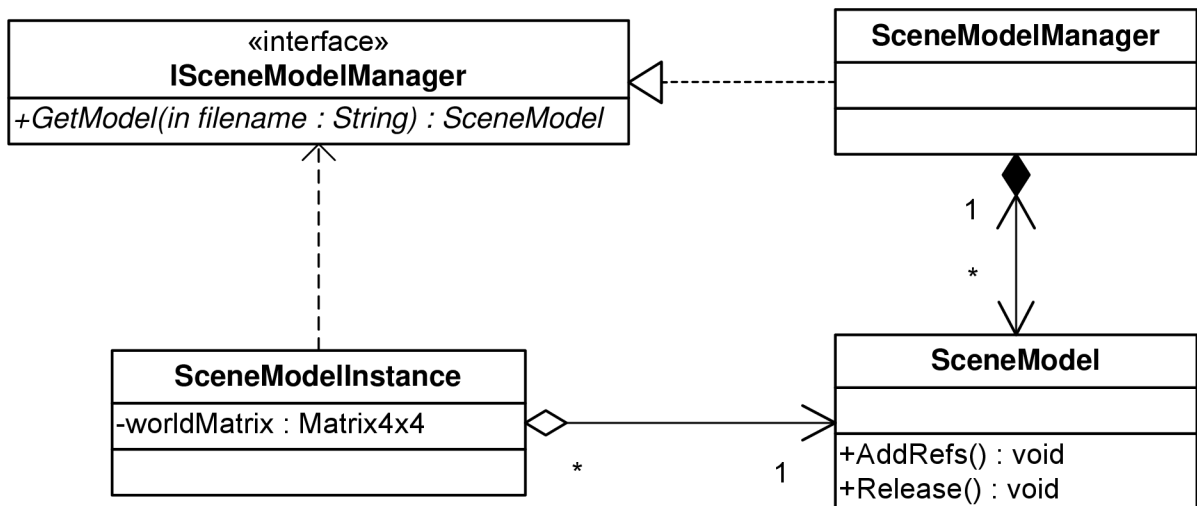 «interface»
ISceneModelManager
+GetModel(in filename : String) : SceneModel
SceneModelManager
1
*
SceneModelInstance
-worldMatrix : Matrix4x4
*
1
SceneModel
+AddRefs() : void
+Release() : void